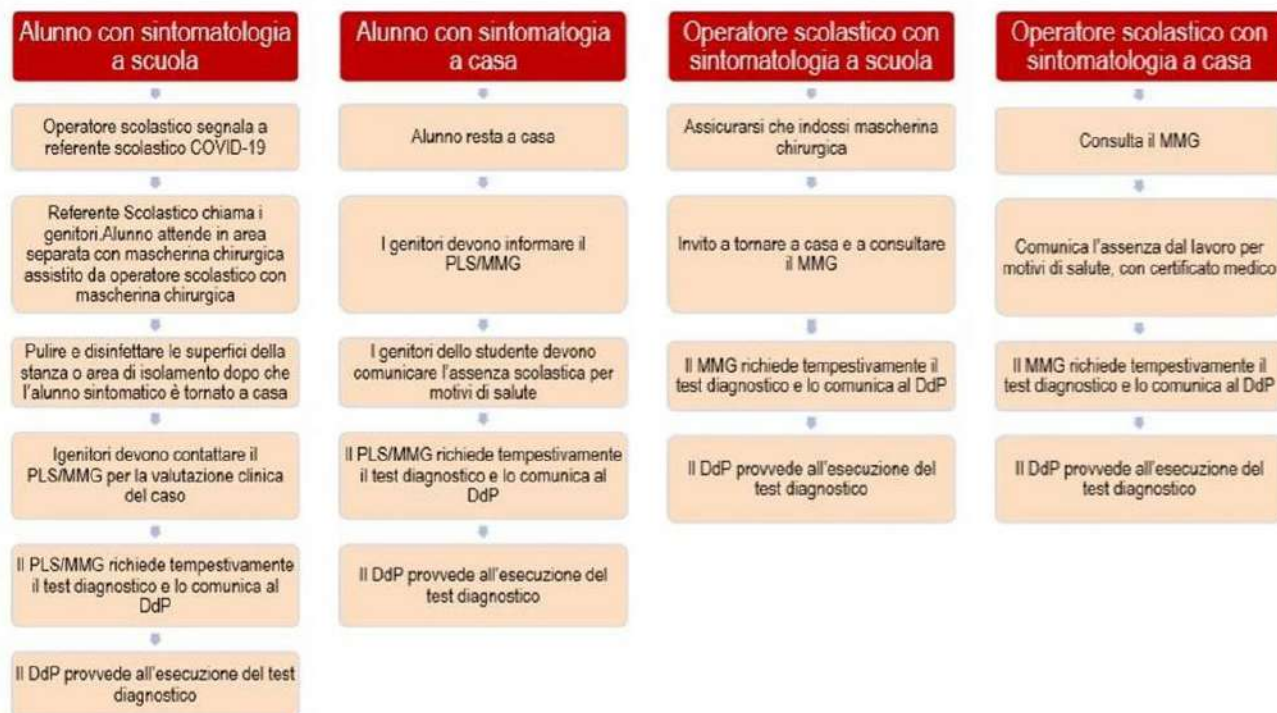 Alunno con sintomatologia
a scuola
Operatore scolastico segnala a
referente scolastico COVID-19
Referente Scolastico chiama i
genitori.Alunno attende in area
separata con mascherina chirurgica
assistito da operatore scolastico con
mascherina chirurgica
Pulire e disinfettare le superfici della
stanza o area di isolamento dopo che
l'alunno sintomatico è tornato a casa
Igenitori devono contattare il
PLS/MMG per la valutazione clinica
del caso
Il PLS/MMG richiede tempestivamente
il test diagnostico e lo comunica al
DdP
Il DdP provvede all'esecuzione del test
diagnostico
Alunno con sintomatogia
a casa
Alunno resta a casa
I genitori devono informare il
PLS/MMG
I genitori dello studente devono
comunicare l'assenza scolastica per
motivi di salute
Il PLS/MMG richiede tempestivamente
il test diagnostico e lo comunica al
DdP
Il DdP provvede all'esecuzione del
test diagnostico
Operatore scolastico con
sintomatologia a scuola
Assicurarsi che indossi mascherina
chirurgica
Invito a tornare a casa e a consultare
il MMG
Il MMG richiede tempestivamente il
test diagnostico e lo comunica al DdP
Il DdP provvede all'esecuzione del
test diagnostico
Operatore scolastico con
sintomatologia a casa
Consulta il MMG
Comunica l'assenza dal lavoro per
motivi di salute, con certificato medico
Il MMG richiede tempestivamente il
test diagnostico e lo comunica al DdP
Il DdP provvede all'esecuzione del
test diagnostico